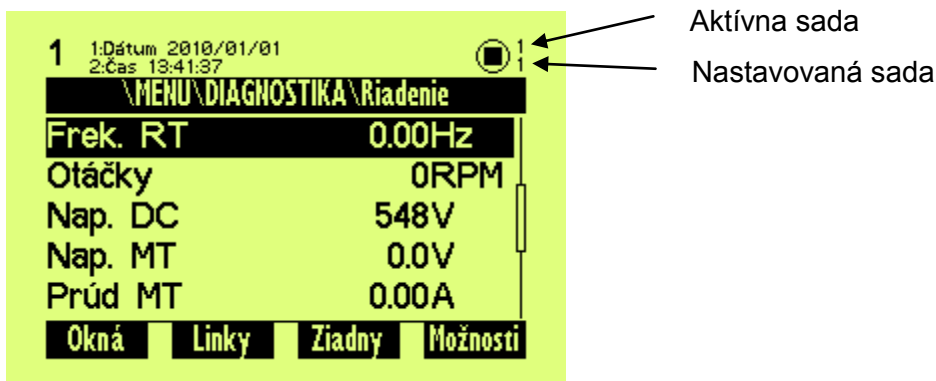 Aktívna sada
1 1:Dátum 2010/01/01 1
2:Čas 13:41:37 1
Nastavovaná sada
\MENU\DIAGNOSTIKA\Riadenie
Frek. RT 0.00Hz
Otáčky 0RPM
Nap. DC 548V
Nap. MT 0.0V
Prúd MT 0.00A
Okná Linky Ziadny Možnosti